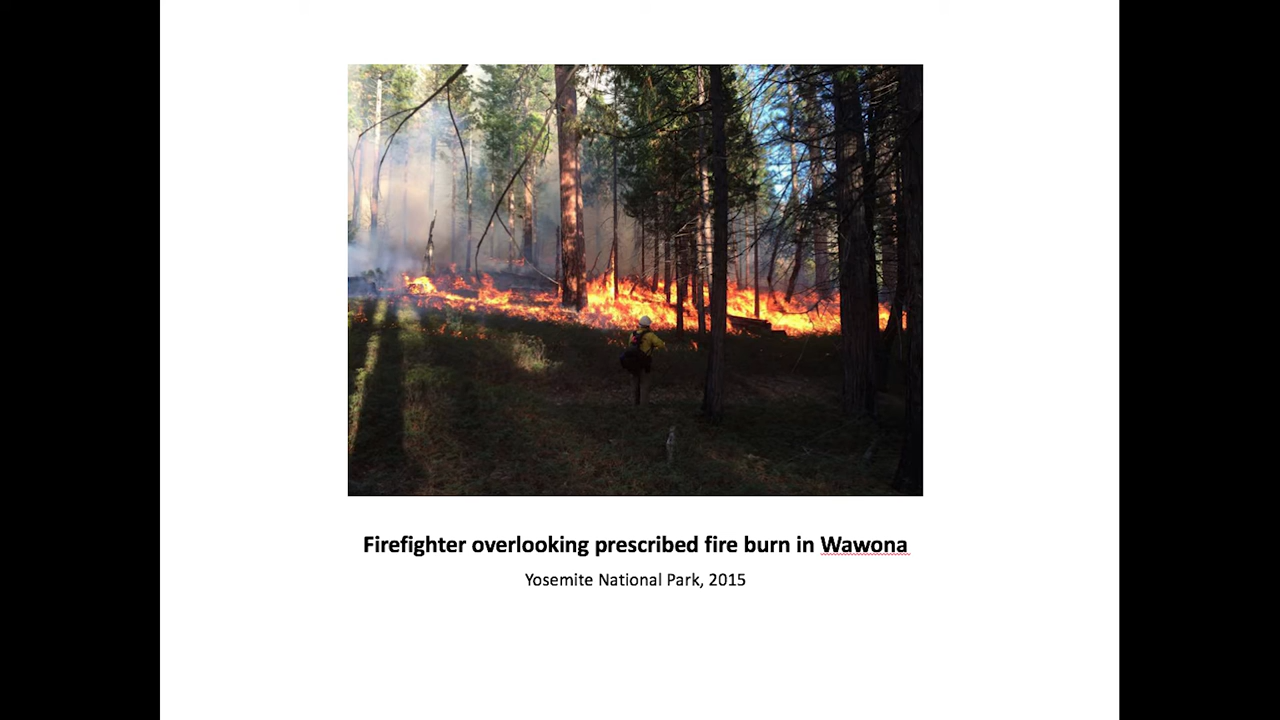 Firefighter overlooking prescribed fire burn in Wawona
Yosemite National Park, 2015